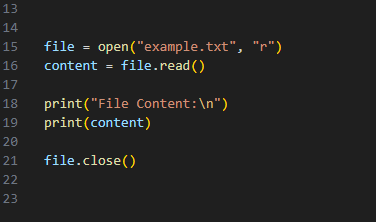 13
14
15 file = open("example.txt", "r")
16 content = file.read()
17
18 print("File Content:\n")
19 print(content)
20
21 file.close()
22
23